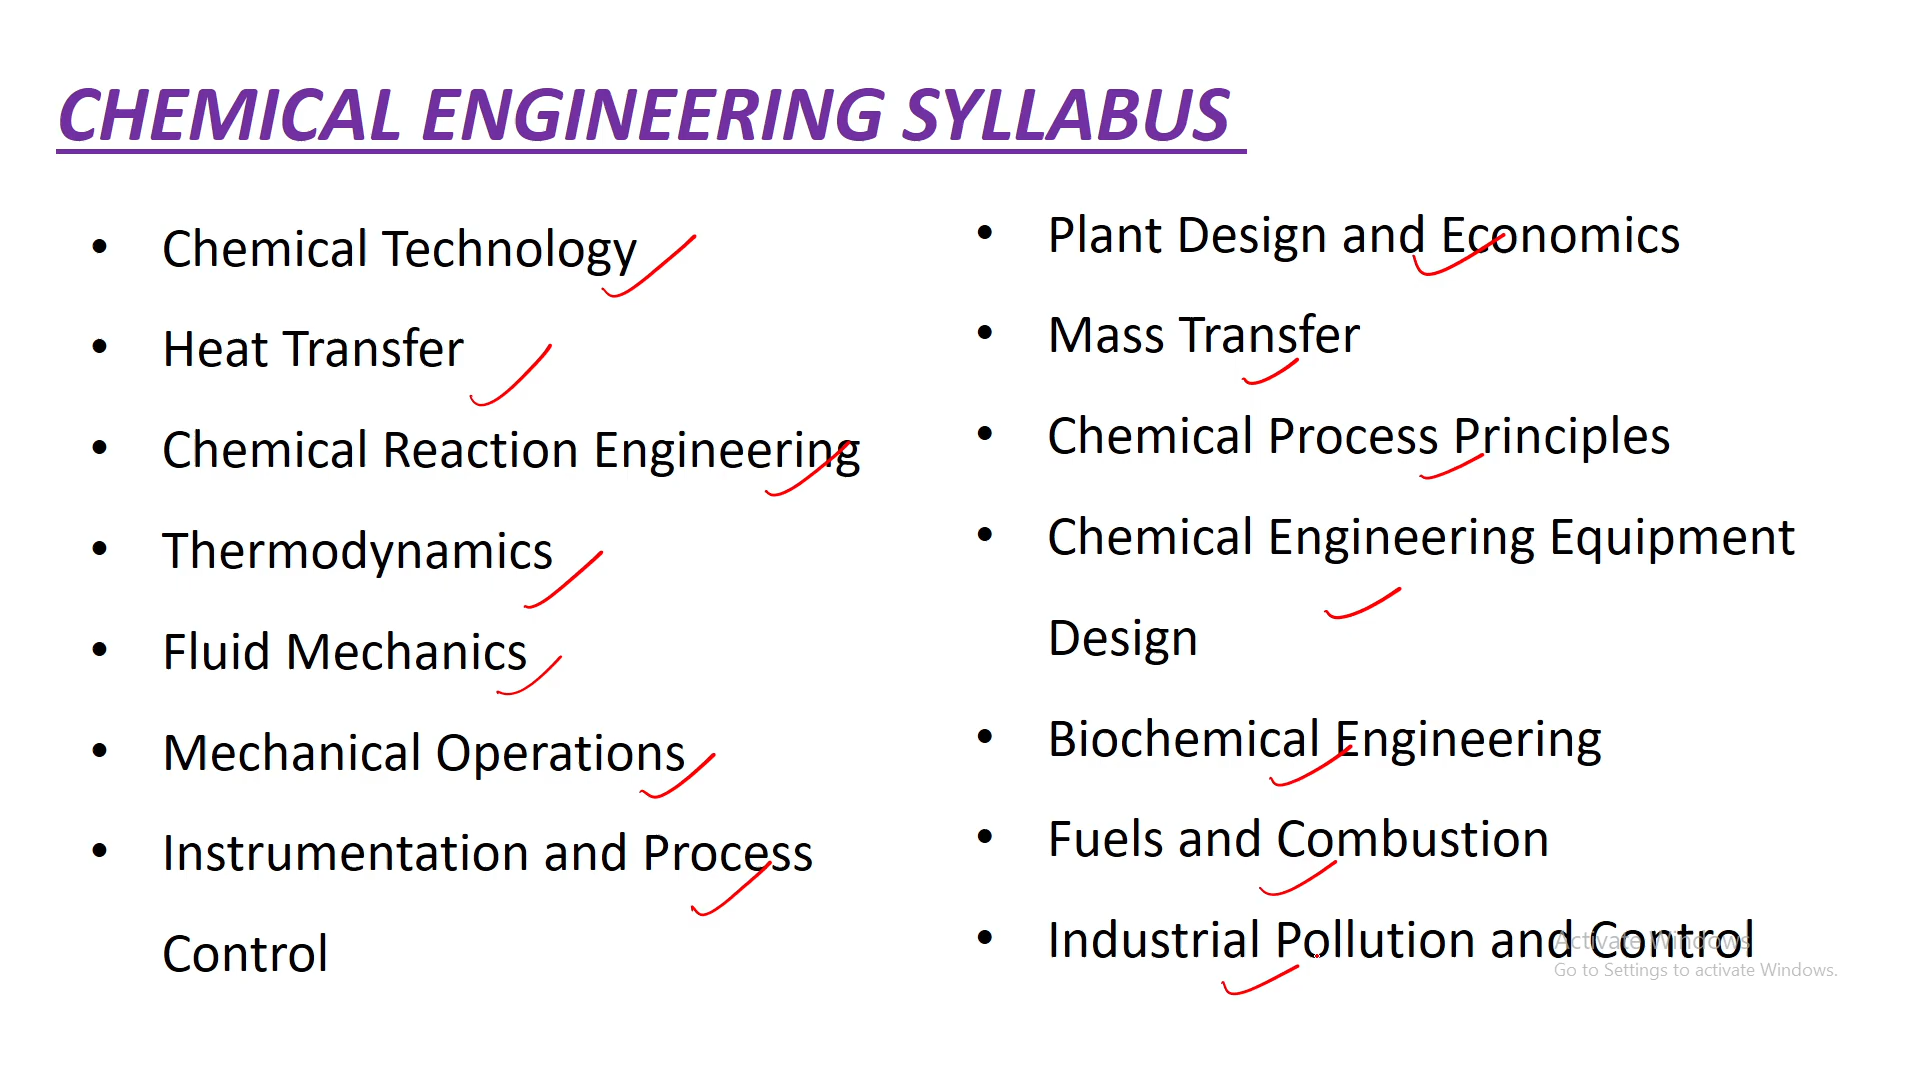 CHEMICAL ENGINEERING SYLLABUS
• Chemical Technology
• Heat Transfer
• Chemical Reaction Engineering
• Thermodynamics
• Fluid Mechanics
• Mechanical Operations
• Instrumentation and Process
Control
• Plant Design and Economics
• Mass Transfer
• Chemical Process Principles
• Chemical Engineering Equipment
Design
• Biochemical Engineering
• Fuels and Combustion
• Industrial Pollution and Control
Activate Windows
Go to Settings to activate Windows.